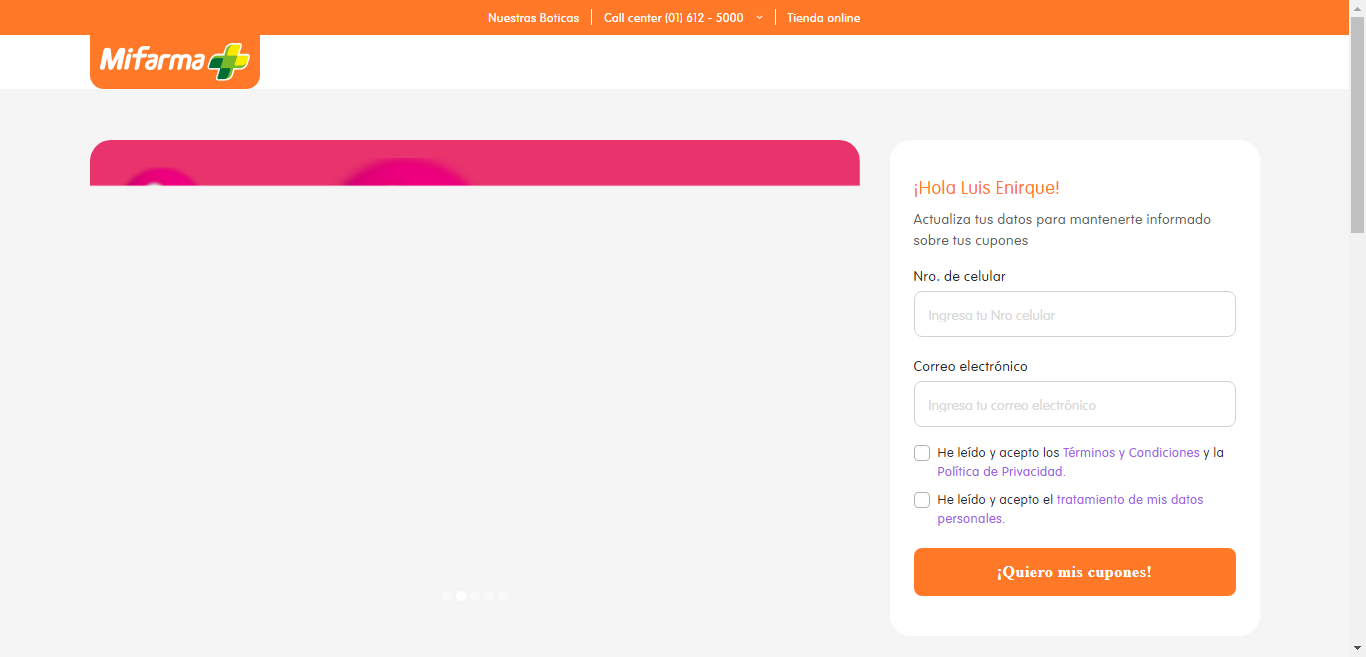 Nuestras Boticas
Call center (01) 612 - 5000
Tienda online
Mifarma
¡Hola Luis Enirque!
Actualiza tus datos para mantenerte informado
sobre tus cupones
Nro. de celular
Ingresa tu Nro celular
Correo electrónico
Ingresa tu correo electrónico
He leído y acepto los Términos y Condiciones y la
Política de Privacidad.
He leído y acepto el tratamiento de mis datos
personales.
¡Quiero mis cupones!